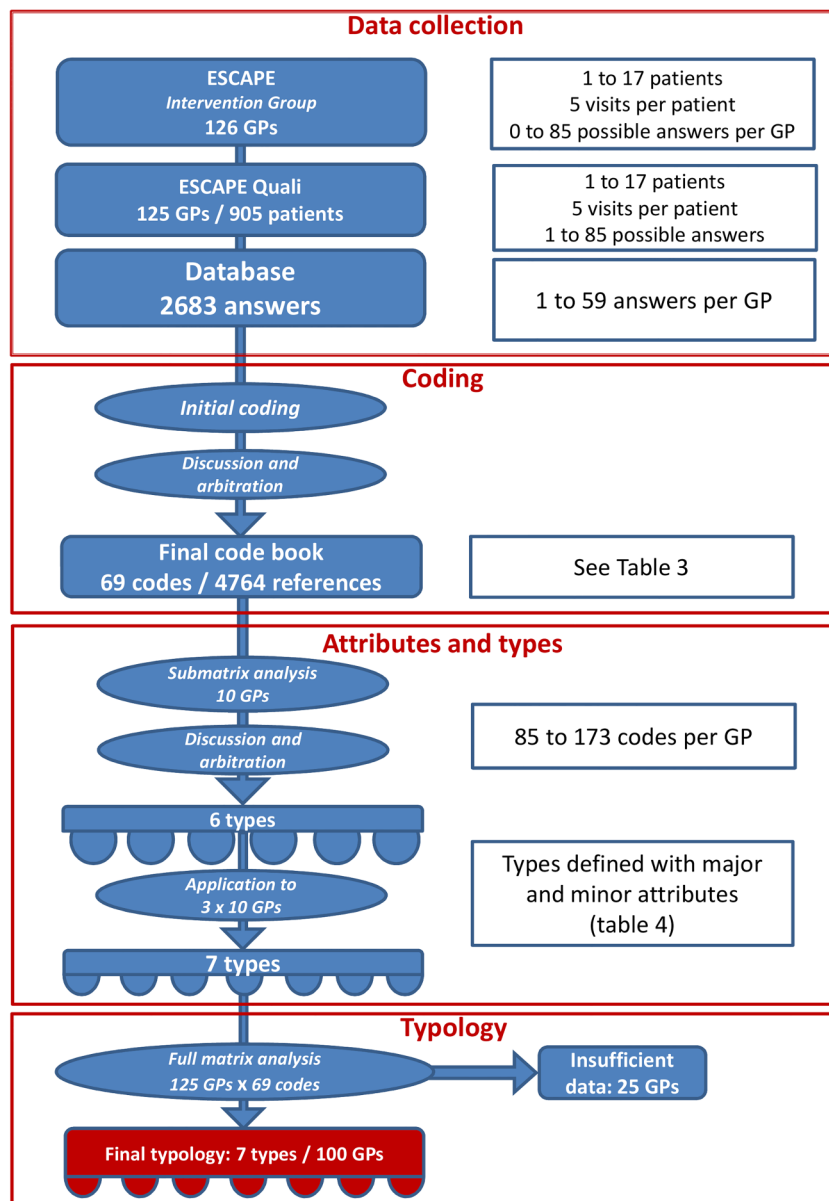 Data collection
ESCAPE
Intervention Group
126 GPs
1 to 17 patients
5 visits per patient
0 to 85 possible answers per GP
ESCAPE Quali
125 GPs / 905 patients
1 to 17 patients
5 visits per patient
1 to 85 possible answers
Database
2683 answers
1 to 59 answers per GP
Coding
Initial coding
Discussion and
arbitration
Final code book
69 codes / 4764 references
See Table 3
Attributes and types
Submatrix analysis
10 GPs
Discussion and
arbitration
85 to 173 codes per GP
6 types
Application to
3 x 10 GPs
Types defined with major
and minor attributes
(table 4)
7 types
Typology
Full matrix analysis
125 GPs x 69 codes
Insufficient
data: 25 GPs
Final typology: 7 types / 100 GPs